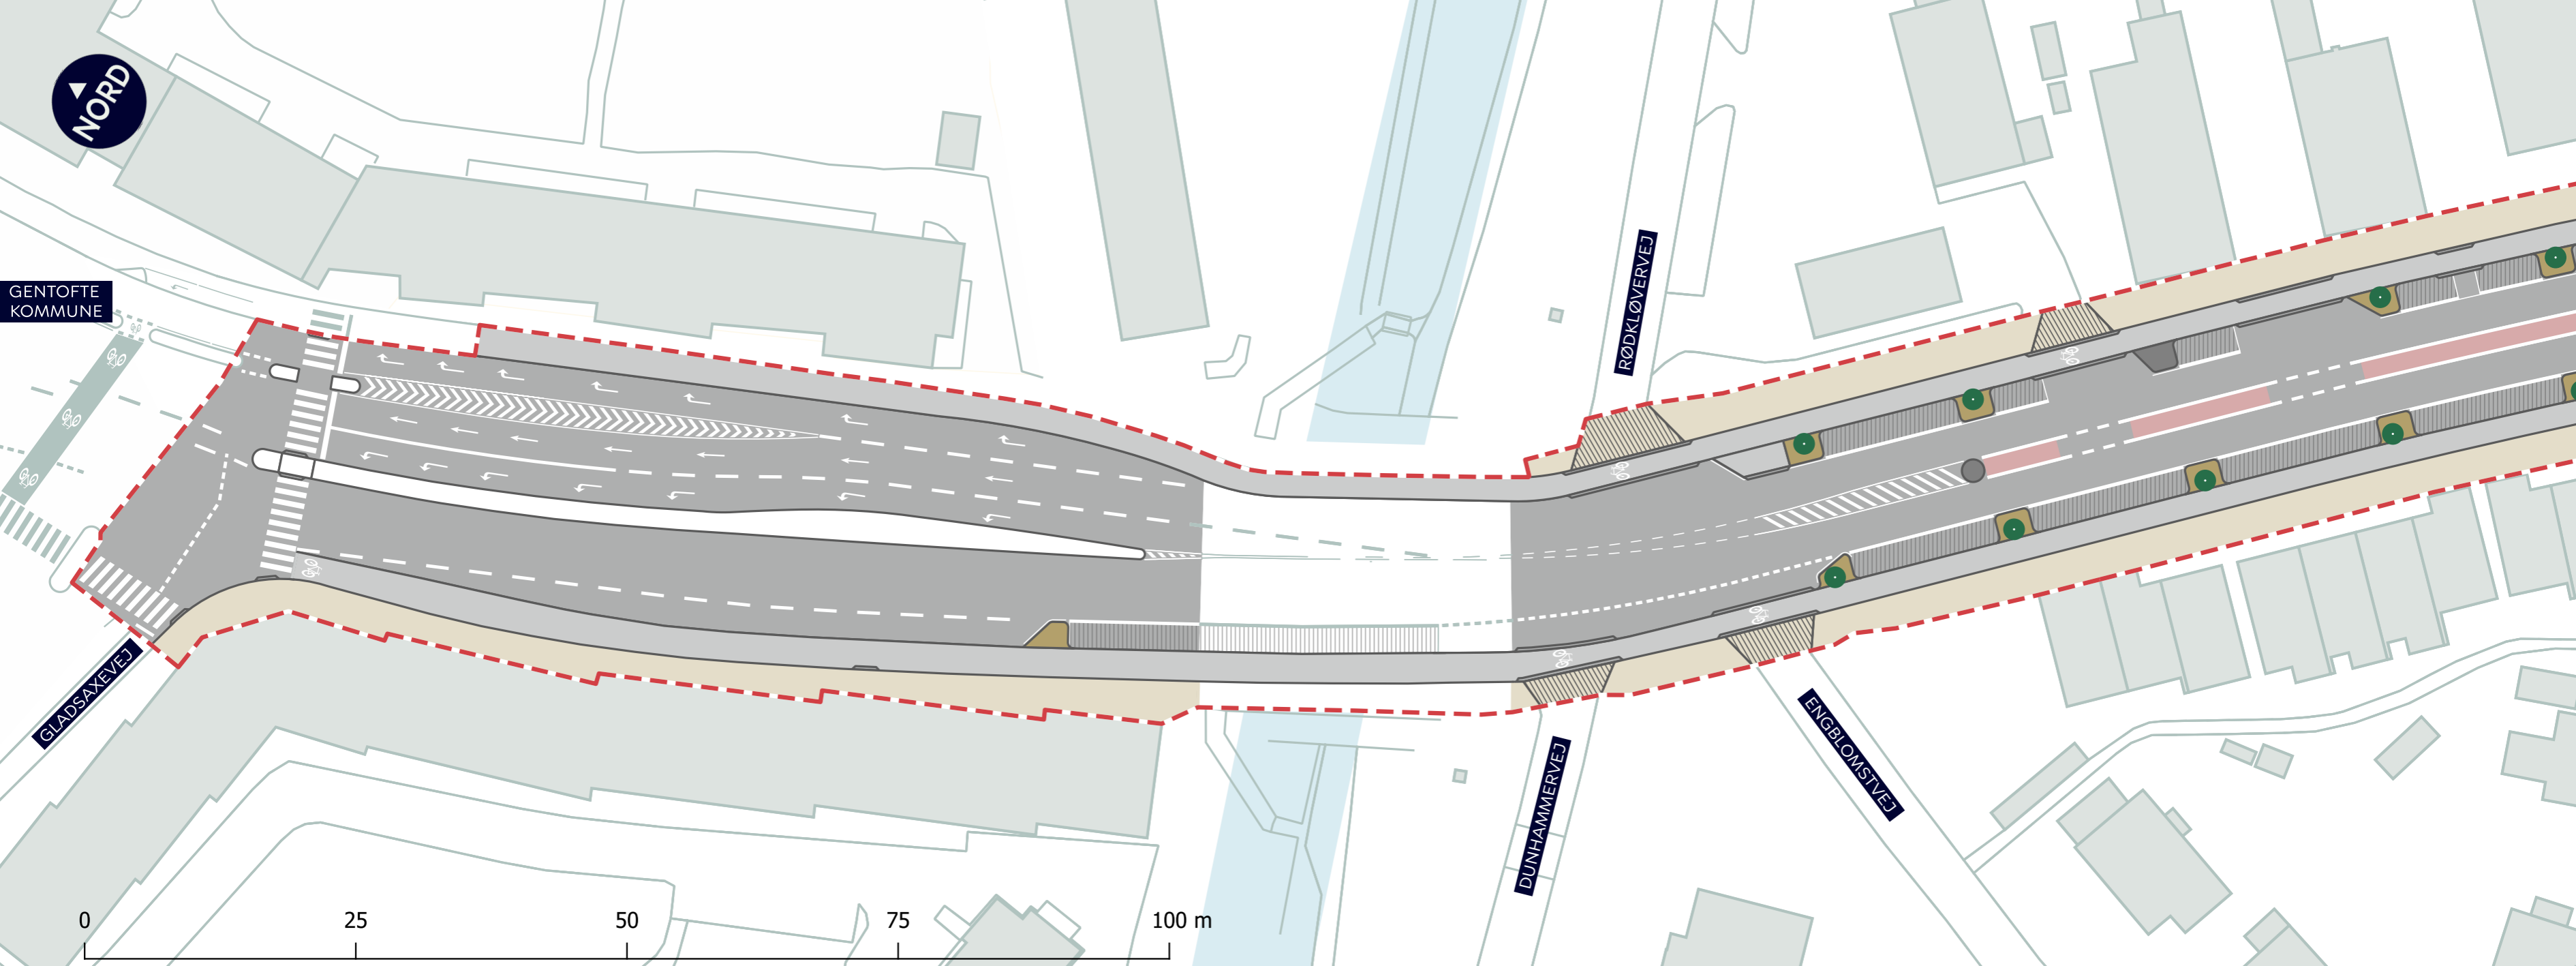 NORD
GENTOFTE
KOMMUNE
RØDKLØVERVEJ
GLADSAXEVEJ
DUNHAMMERVEJ
ENGBLOMSTVEJ
0 25 50 75 100 m